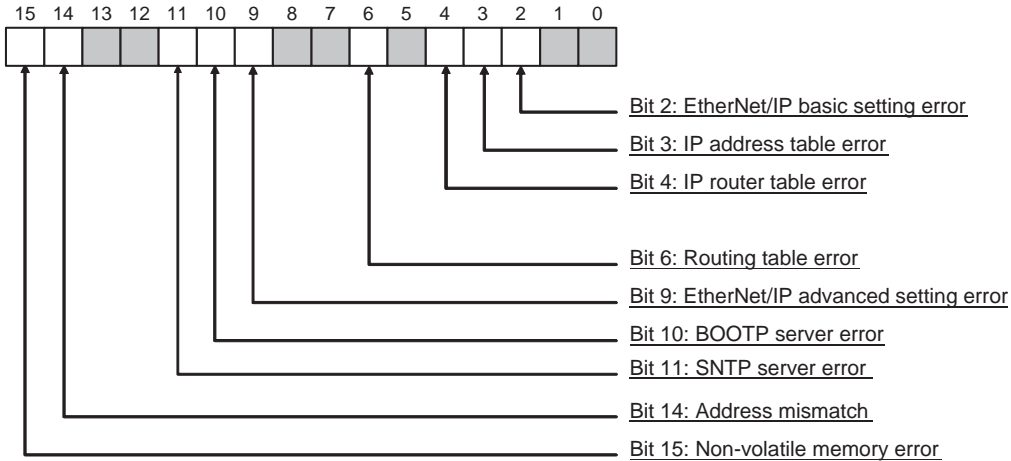 15 14 13 12 11 10 9 8 7 6 5 4 3 2 1 0
Bit 2: EtherNet/IP basic setting error
Bit 3: IP address table error
Bit 4: IP router table error
Bit 6: Routing table error
Bit 9: EtherNet/IP advanced setting error
Bit 10: BOOTP server error
Bit 11: SNTP server error
Bit 14: Address mismatch
Bit 15: Non-volatile memory error